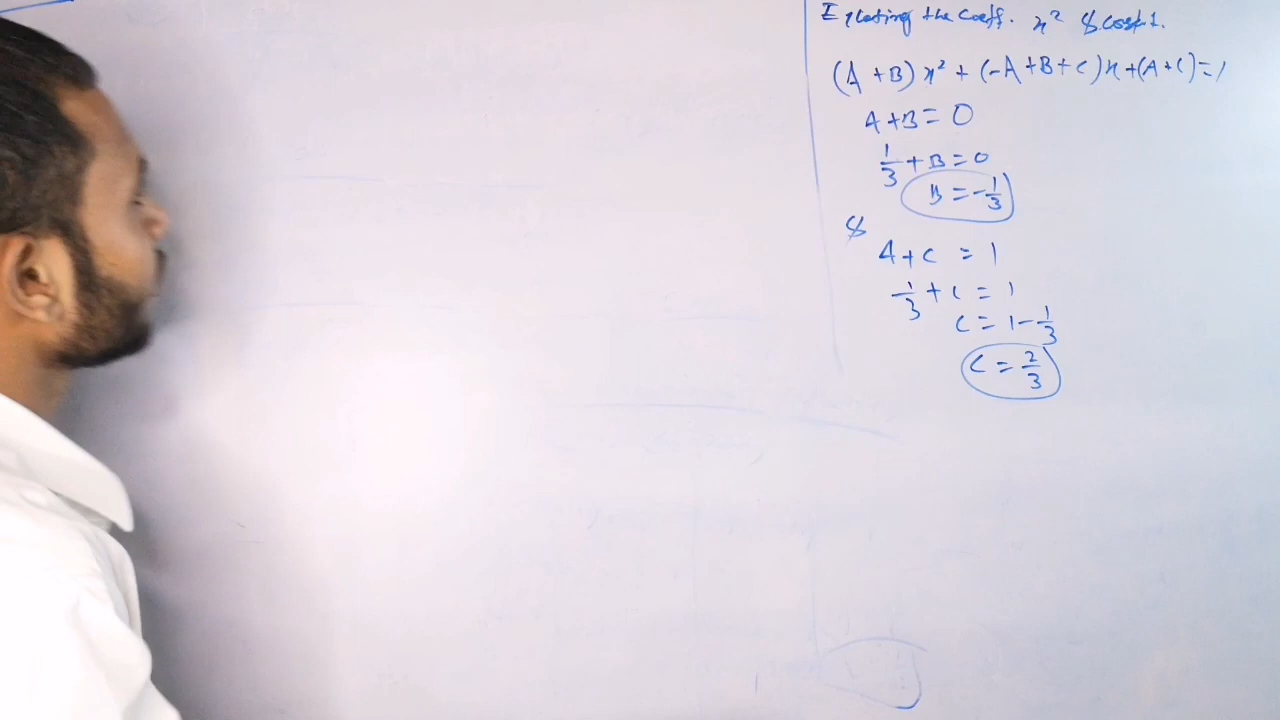 Equating the coeff. x² & const.
(A + B) x² + (-A + B + C) x + (A + C) = 1
A + B = 0
1/3 + B = 0
B = -1/3
&
A + C = 1
1/3 + C = 1
C = 1 - 1/3
C = 2/3